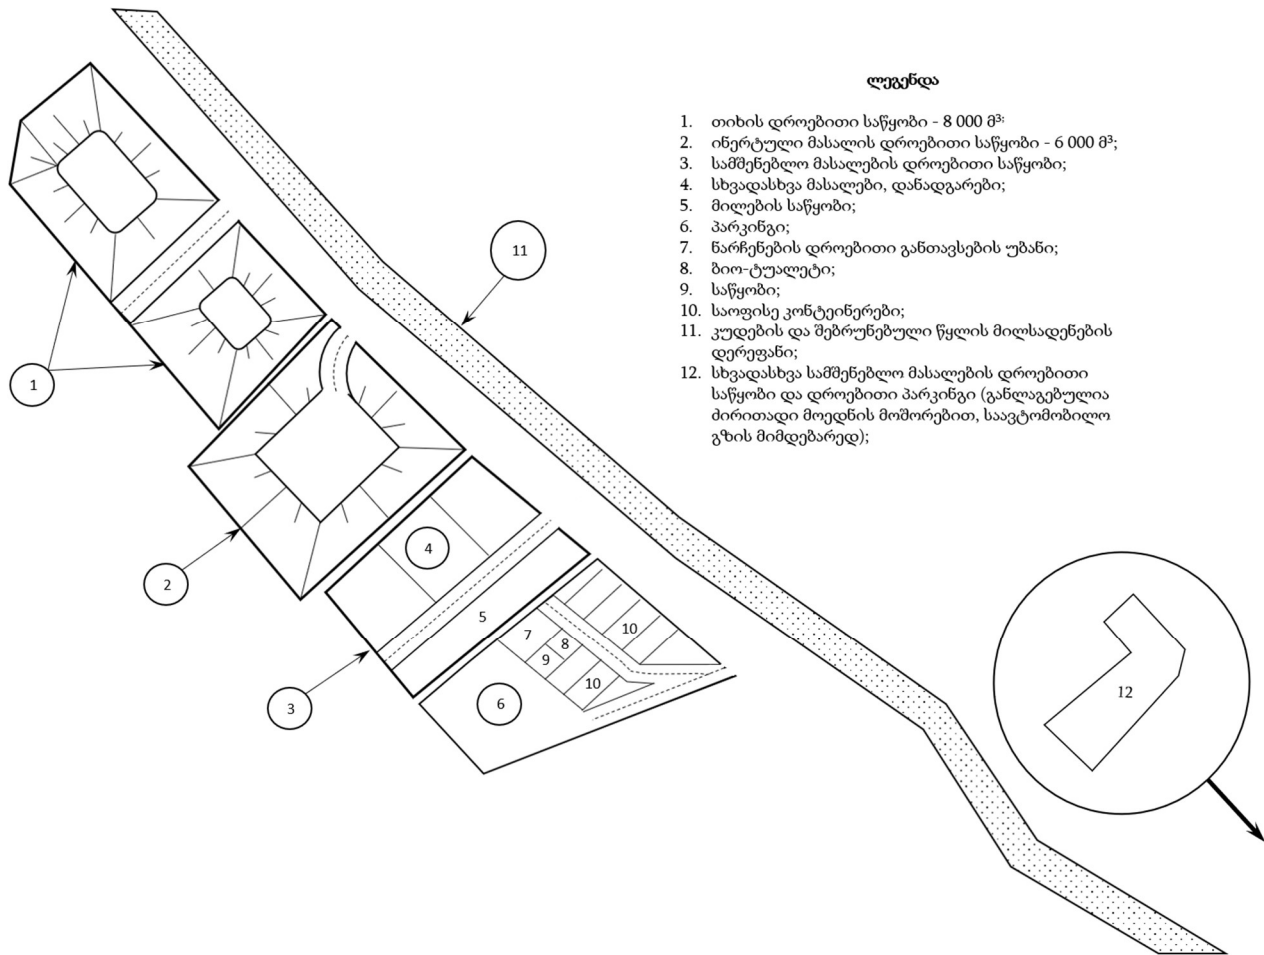 ლეგენდა
1. თიხის დროებითი საწყობი - 8 000 მ³;
2. ინერტული მასალის დროებითი საწყობი - 6 000 მ³;
3. სამშენებლო მასალების დროებითი საწყობი;
4. სხვადასხვა მასალები, დანადგარები;
5. მილების საწყობი;
6. პარკინგი;
7. ნარჩენების დროებითი განთავსების უბანი;
8. ბიო-ტუალეტი;
9. საწყობი;
10. საოფისე კონტეინერები;
11. კუდების და შებრუნებული წყლის მილსადენების
დერეფანი;
12. სხვადასხვა სამშენებლო მასალების დროებითი
საწყობი და დროებითი პარკინგი (განლაგებულია
ძირითადი მოედნის მოშორებით, საავტომობილო
გზის მიმდებარედ);
11
1
4
2
5
7
8
10
9
10
3
6
12